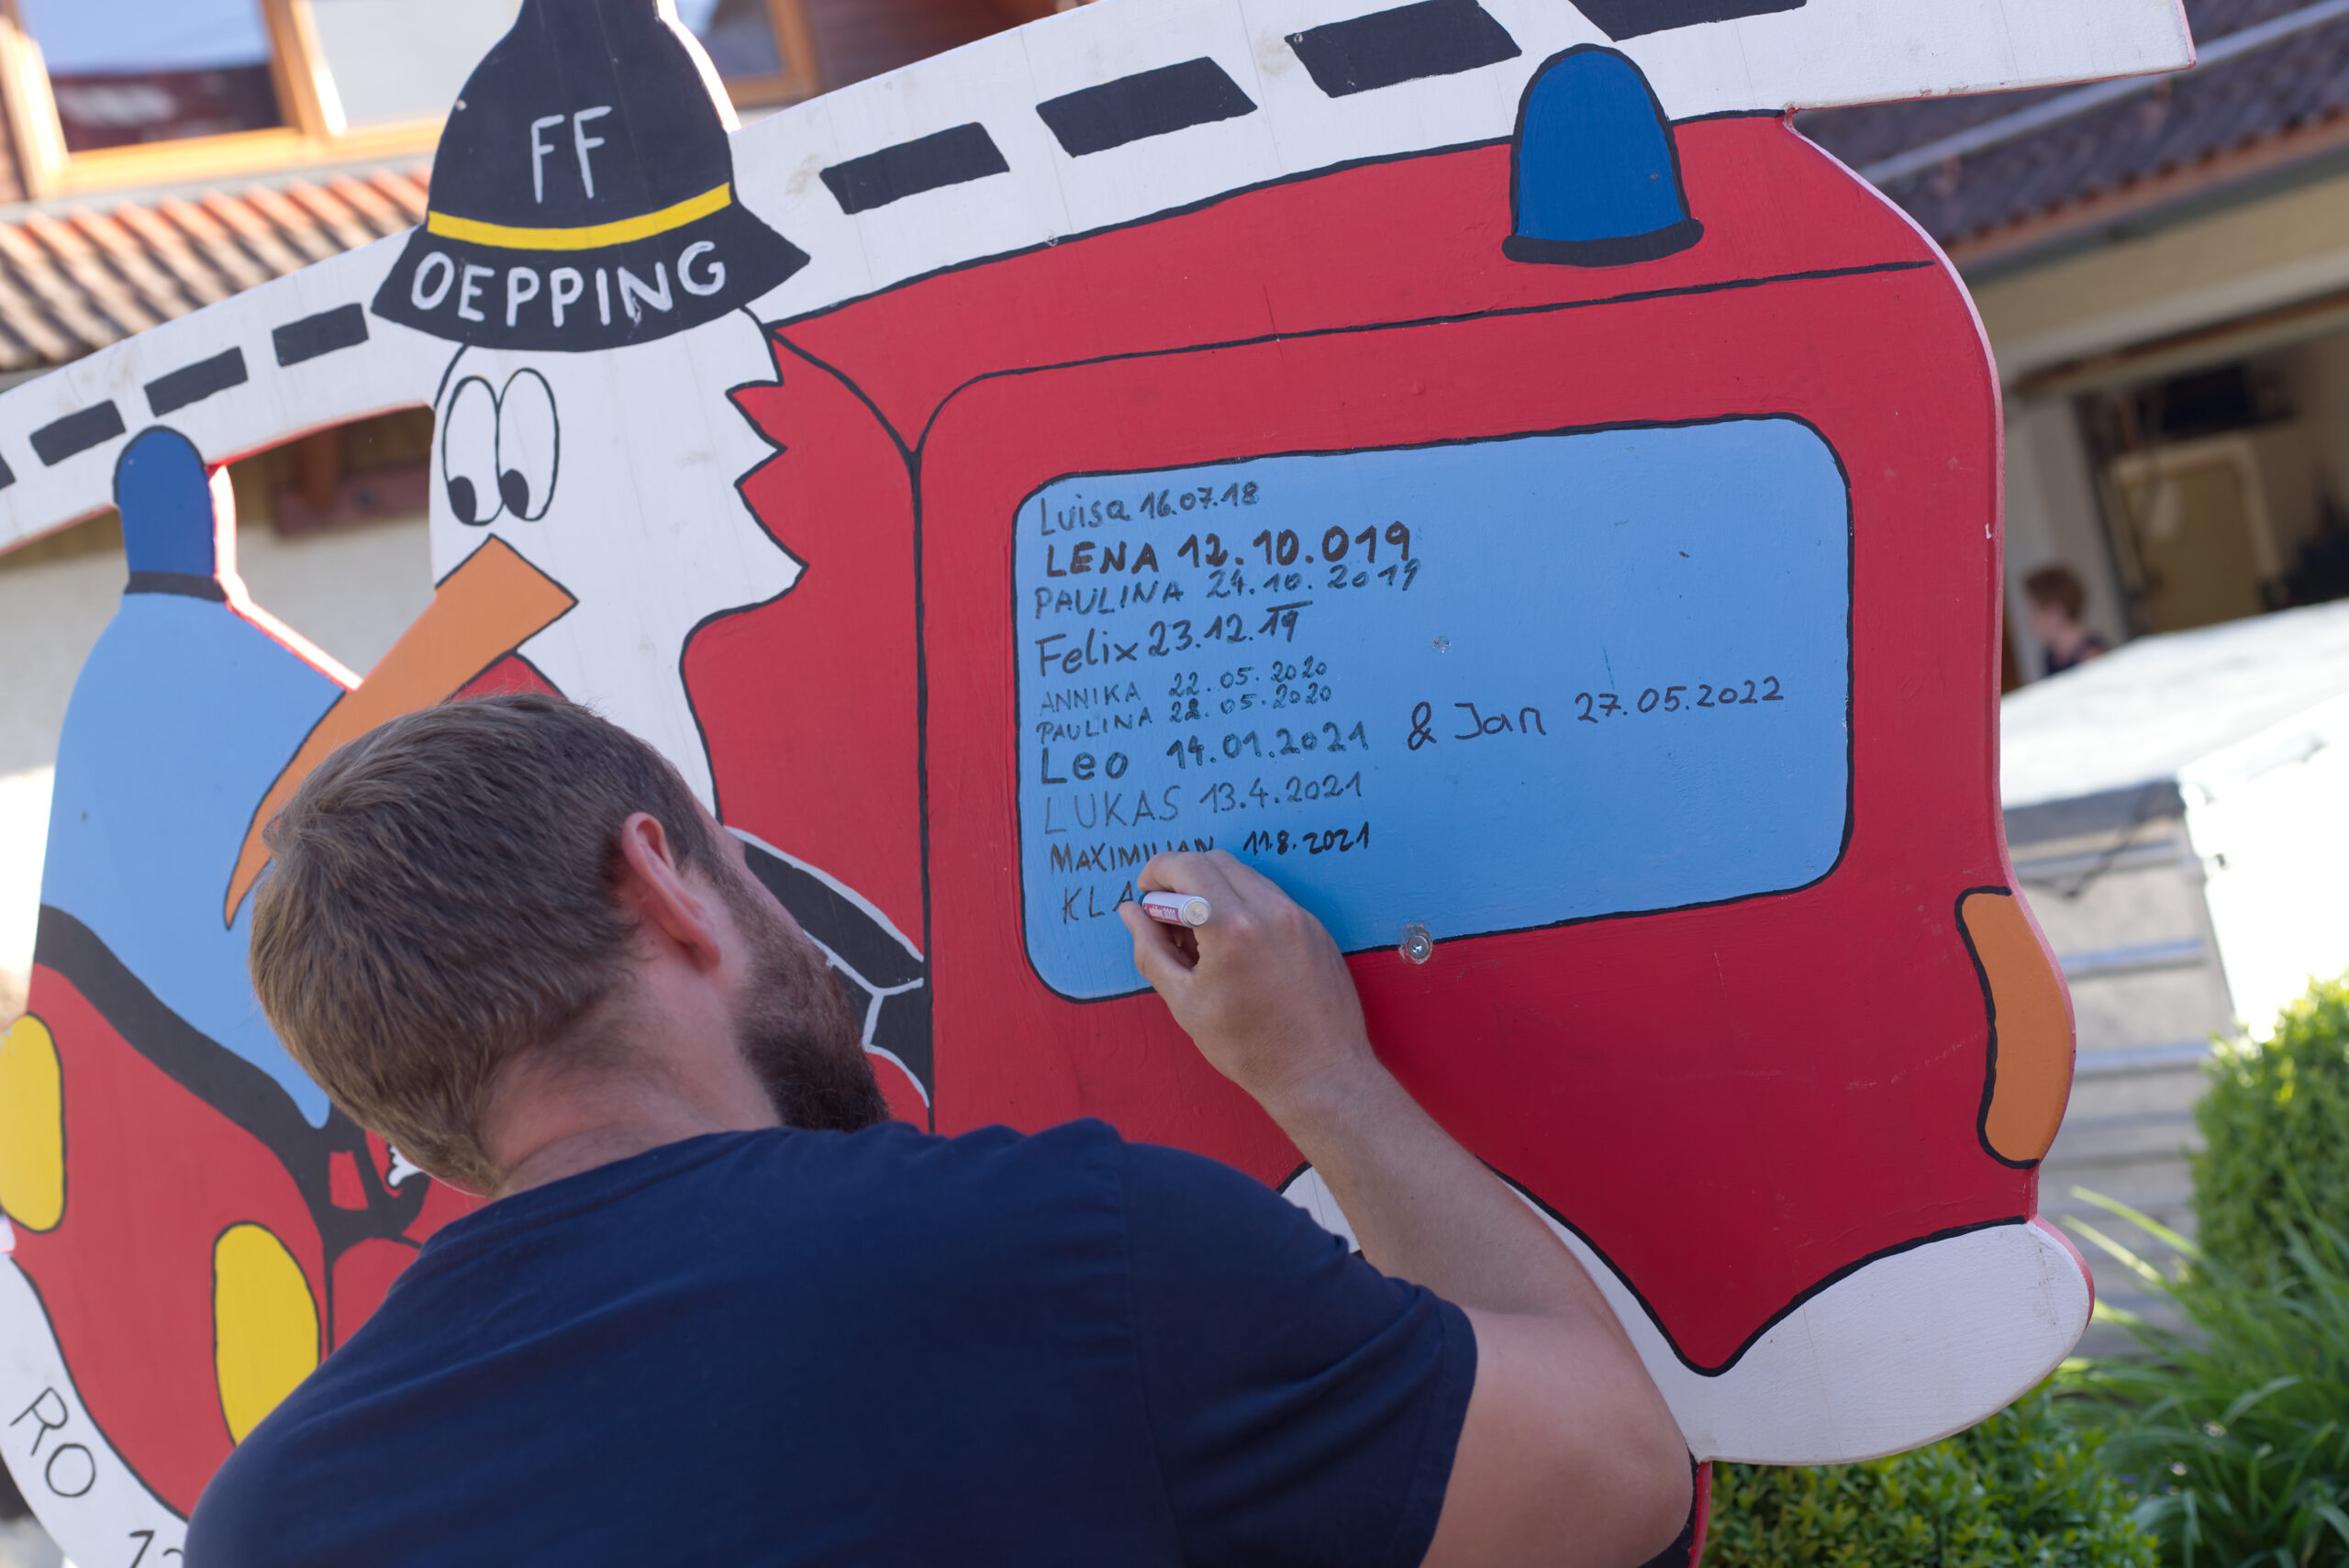 FF
OEPPING
Luisa 16.07.18
LENA 12.10.019
PAULINA 24.10.2019
Felix 23.12.19
ANNIKA 22.05.2020
PAULINA 22.05.2020
Leo 14.01.2021 & Jan 27.05.2022
LUKAS 13.4.2021
MAXIMILIAN 11.8.2021
KLA
RO 12